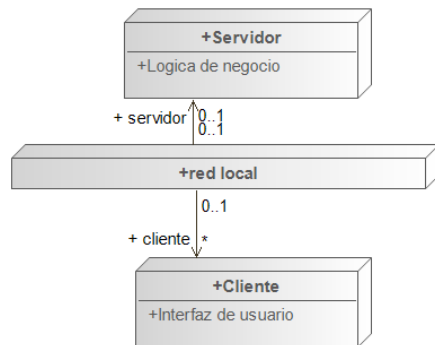 +Servidor
+Logica de negocio
+ servidor
0..1
0..1
+red local
0..1
+ cliente
*
+Cliente
+Interfaz de usuario